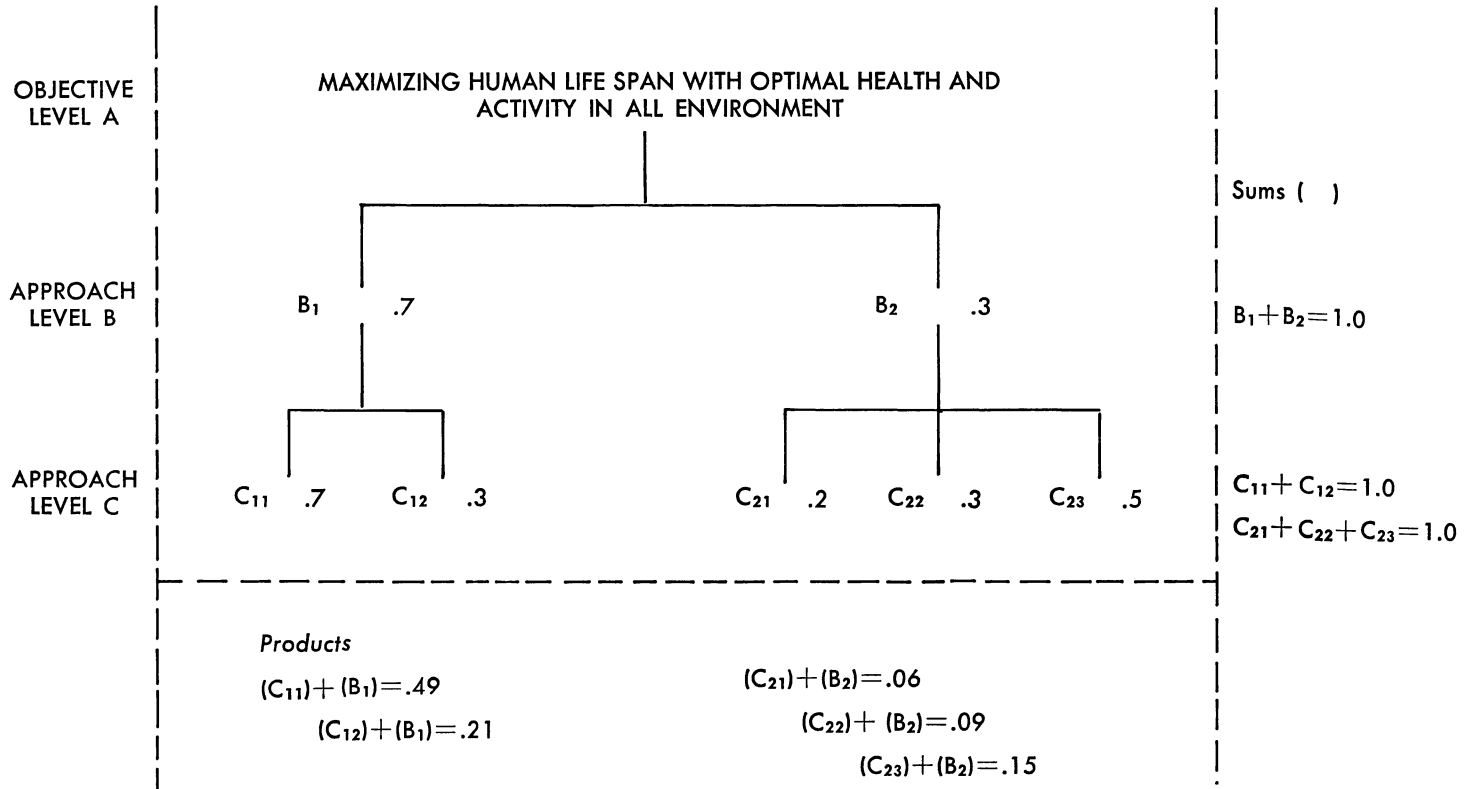 OBJECTIVE
LEVEL A
MAXIMIZING HUMAN LIFE SPAN WITH OPTIMAL HEALTH AND
ACTIVITY IN ALL ENVIRONMENT
Sums ( )
APPROACH
LEVEL B
B₁ .7
B₂ .3
B₁+B₂=1.0
APPROACH
LEVEL C
C₁₁ .7 C₁₂ .3
C₂₁ .2 C₂₂ .3 C₂₃ .5
C₁₁+C₁₂=1.0
C₂₁+C₂₂+C₂₃=1.0
Products
(C₁₁)+(B₁)=.49
(C₁₂)+(B₁)=.21
(C₂₁)+(B₂)=.06
(C₂₂)+(B₂)=.09
(C₂₃)+(B₂)=.15